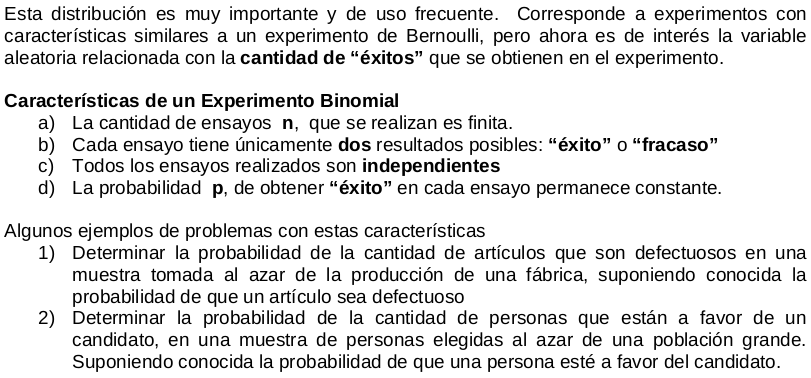 Esta distribución es muy importante y de uso frecuente. Corresponde a experimentos con
características similares a un experimento de Bernoulli, pero ahora es de interés la variable
aleatoria relacionada con la cantidad de “éxitos” que se obtienen en el experimento.
Características de un Experimento Binomial
a) La cantidad de ensayos n, que se realizan es finita.
b) Cada ensayo tiene únicamente dos resultados posibles: “éxito” o “fracaso”
c) Todos los ensayos realizados son independientes
d) La probabilidad p, de obtener “éxito” en cada ensayo permanece constante.
Algunos ejemplos de problemas con estas características
1) Determinar la probabilidad de la cantidad de artículos que son defectuosos en una
muestra tomada al azar de la producción de una fábrica, suponiendo conocida la
probabilidad de que un artículo sea defectuoso
2) Determinar la probabilidad de la cantidad de personas que están a favor de un
candidato, en una muestra de personas elegidas al azar de una población grande.
Suponiendo conocida la probabilidad de que una persona esté a favor del candidato.